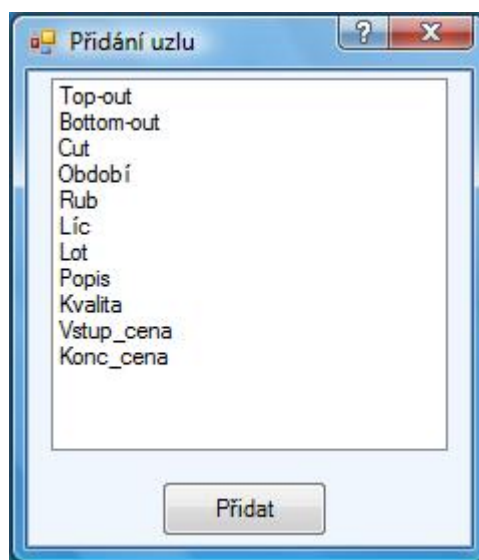 Přidání uzlu
Top-out
Bottom-out
Cut
Období
Rub
Líc
Lot
Popis
Kvalita
Vstup_cena
Konc_cena
Přidat